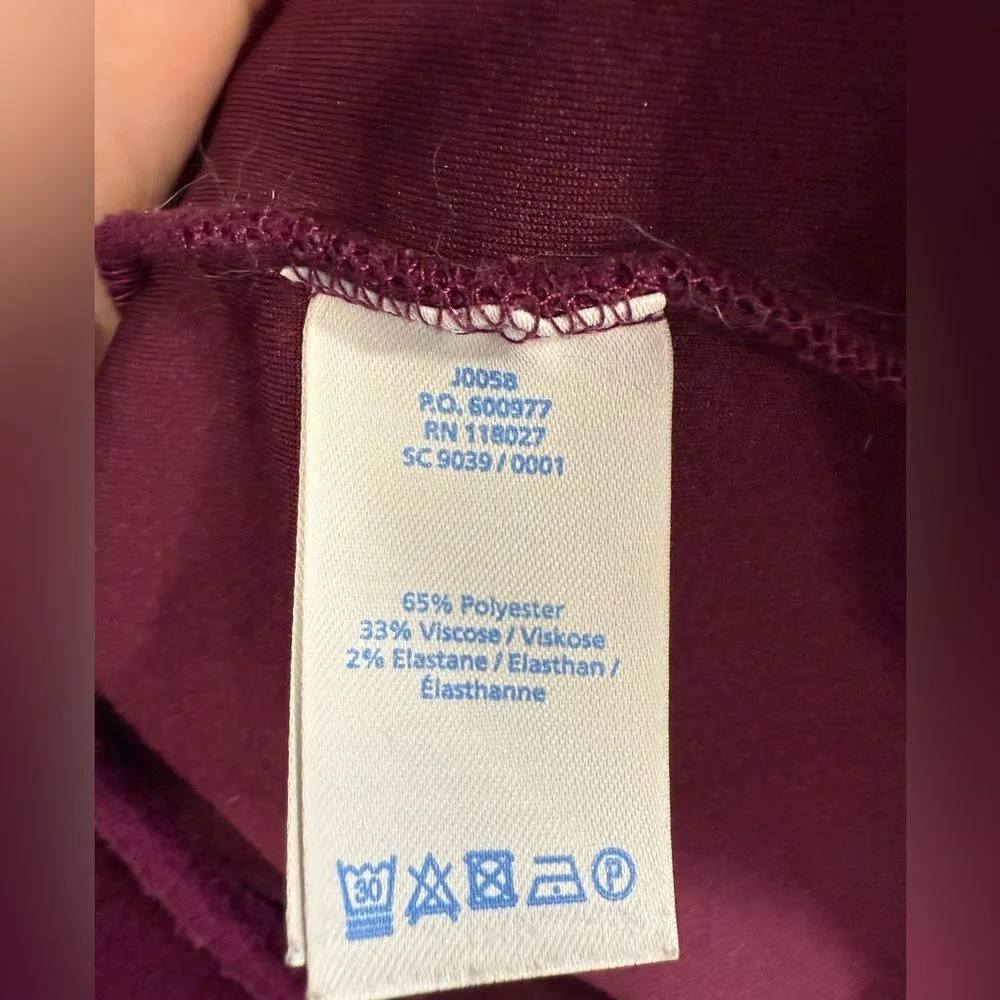 J0058
P.O. 600977
RN 118027
SC 9039 / 0001
65% Polyester
33% Viscose / Viskose
2% Elastane / Elasthan /
Élasthanne
30 P